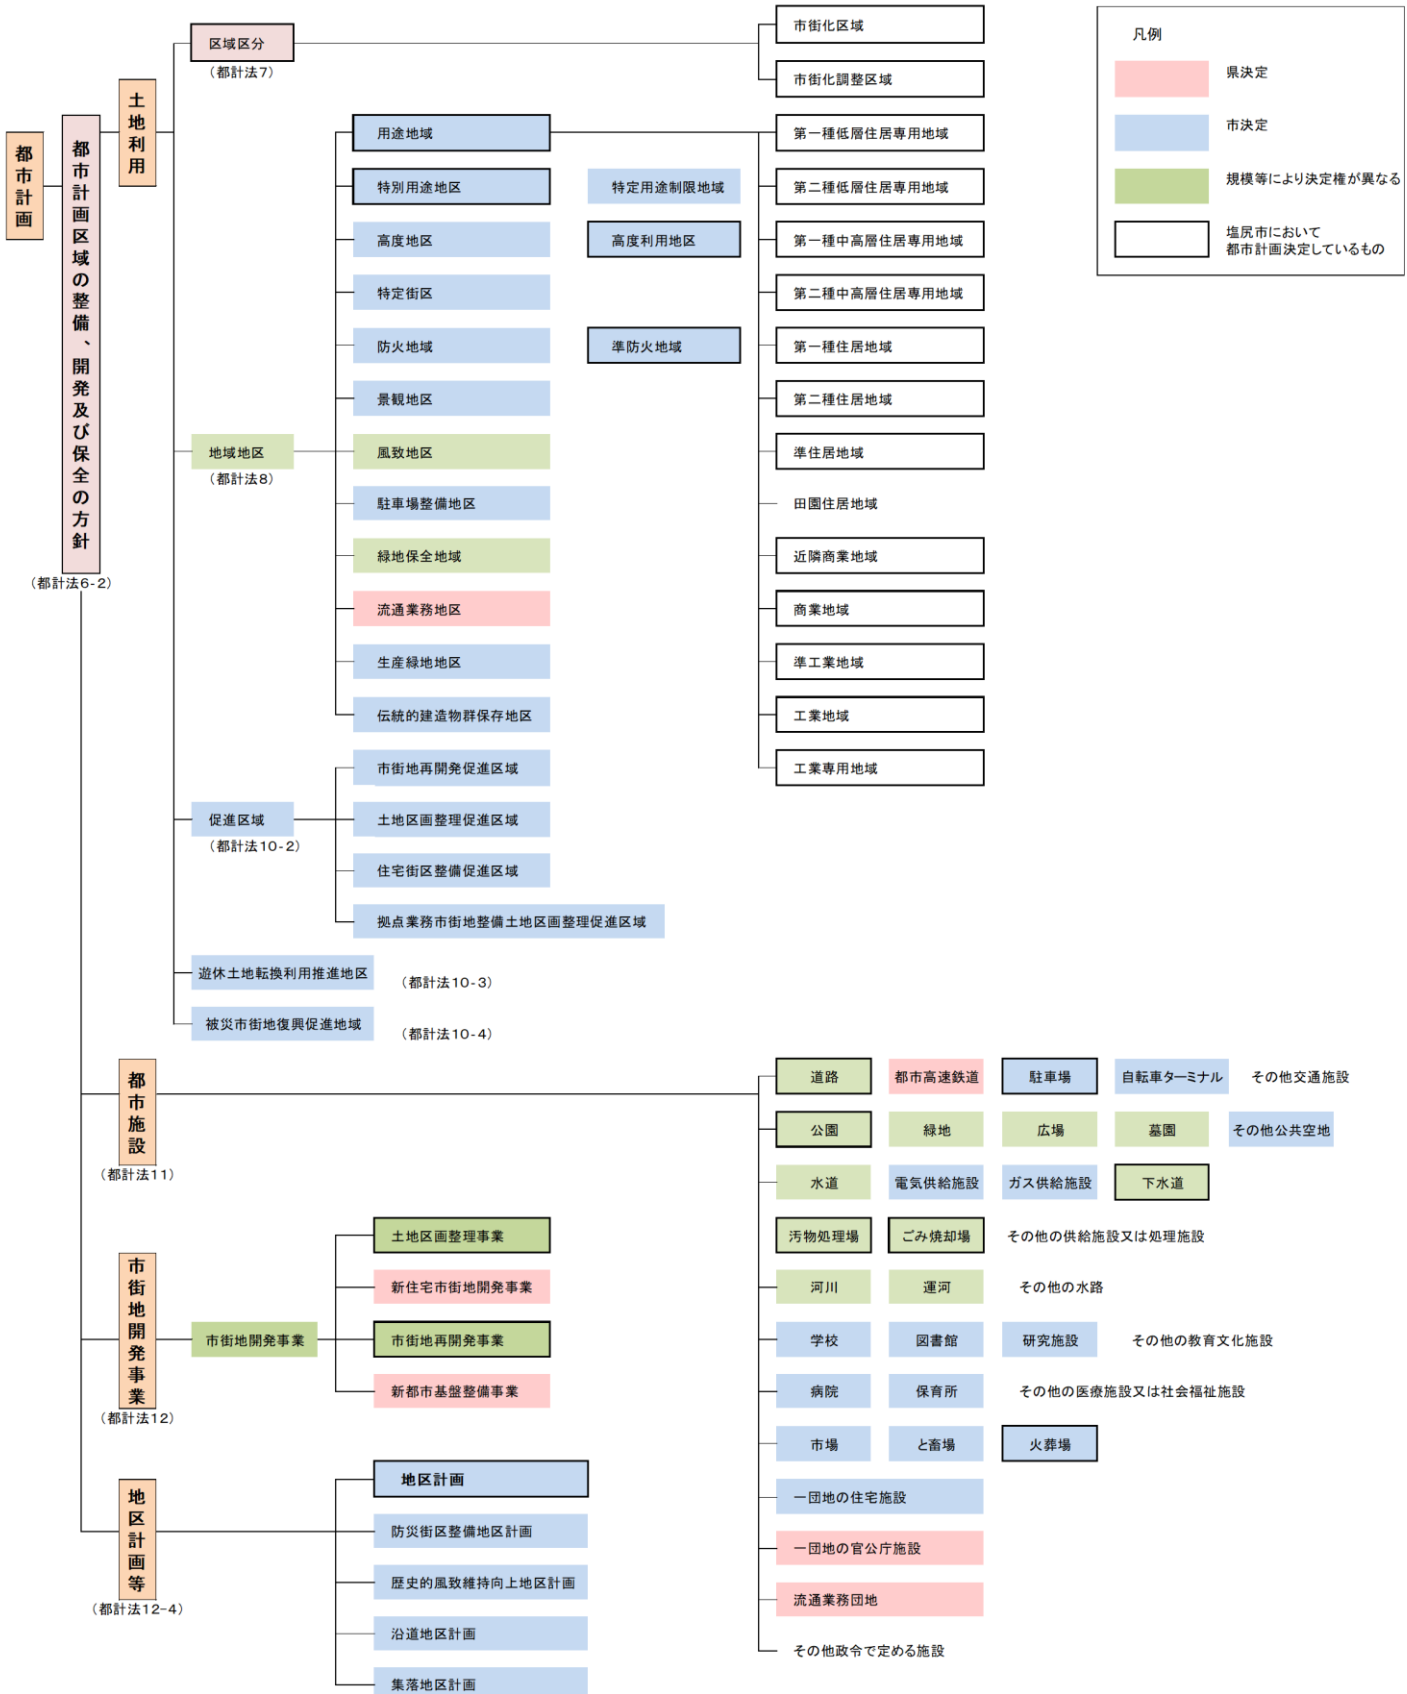 都市計画
都市計画区域の整備、開発及び保全の方針
(都計法6-2)
土地利用
区域区分
(都計法7)
市街化区域
市街化調整区域
地域地区
(都計法8)
用途地域
特別用途地区
特定用途制限地域
高度地区
高度利用地区
特定街区
防火地域
準防火地域
景観地区
風致地区
駐車場整備地区
緑地保全地域
流通業務地区
生産緑地地区
伝統的建造物群保存地区
第一種低層住居専用地域
第二種低層住居専用地域
第一種中高層住居専用地域
第二種中高層住居専用地域
第一種住居地域
第二種住居地域
準住居地域
田園住居地域
近隣商業地域
商業地域
準工業地域
工業地域
工業専用地域
促進区域
(都計法10-2)
市街地再開発促進区域
土地区画整理促進区域
住宅街区整備促進区域
拠点業務市街地整備土地区画整理促進区域
遊休土地転換利用推進地区
(都計法10-3)
被災市街地復興促進地域
(都計法10-4)
都市施設
(都計法11)
道路 都市高速鉄道 駐車場 自転車ターミナル その他交通施設
公園 緑地 広場 墓園 その他公共空地
水道 電気供給施設 ガス供給施設 下水道
汚物処理場 ごみ焼却場 その他の供給施設又は処理施設
河川 運河 その他の水路
学校 図書館 研究施設 その他の教育文化施設
病院 保育所 その他の医療施設又は社会福祉施設
市場 と畜場 火葬場
一団地の住宅施設
一団地の官公庁施設
流通業務団地
その他政令で定める施設
市街地開発事業
(都計法12)
市街地開発事業
土地区画整理事業
新住宅市街地開発事業
市街地再開発事業
新都市基盤整備事業
地区計画等
(都計法12-4)
地区計画
防災街区整備地区計画
歴史的風致維持向上地区計画
沿道地区計画
集落地区計画
凡例
県決定
市決定
規模等により決定権が異なる
塩尻市において
都市計画決定しているもの